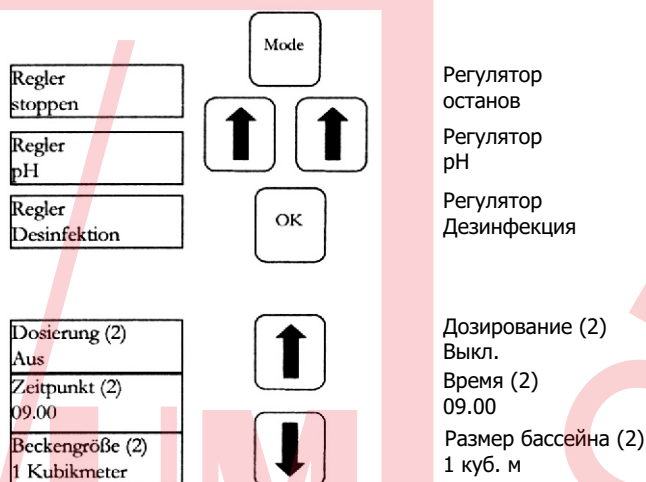 Mode
Regler
stoppen
Регулятор
останов
Regler
pH
Регулятор
pH
Regler
Desinfektion
OK
Регулятор
Дезинфекция
Dosierung (2)
Aus
Дозирование (2)
Выкл.
Zeitpunkt (2)
09.00
Время (2)
09.00
Beckengröße (2)
1 Kubikmeter
Размер бассейна (2)
1 куб. м